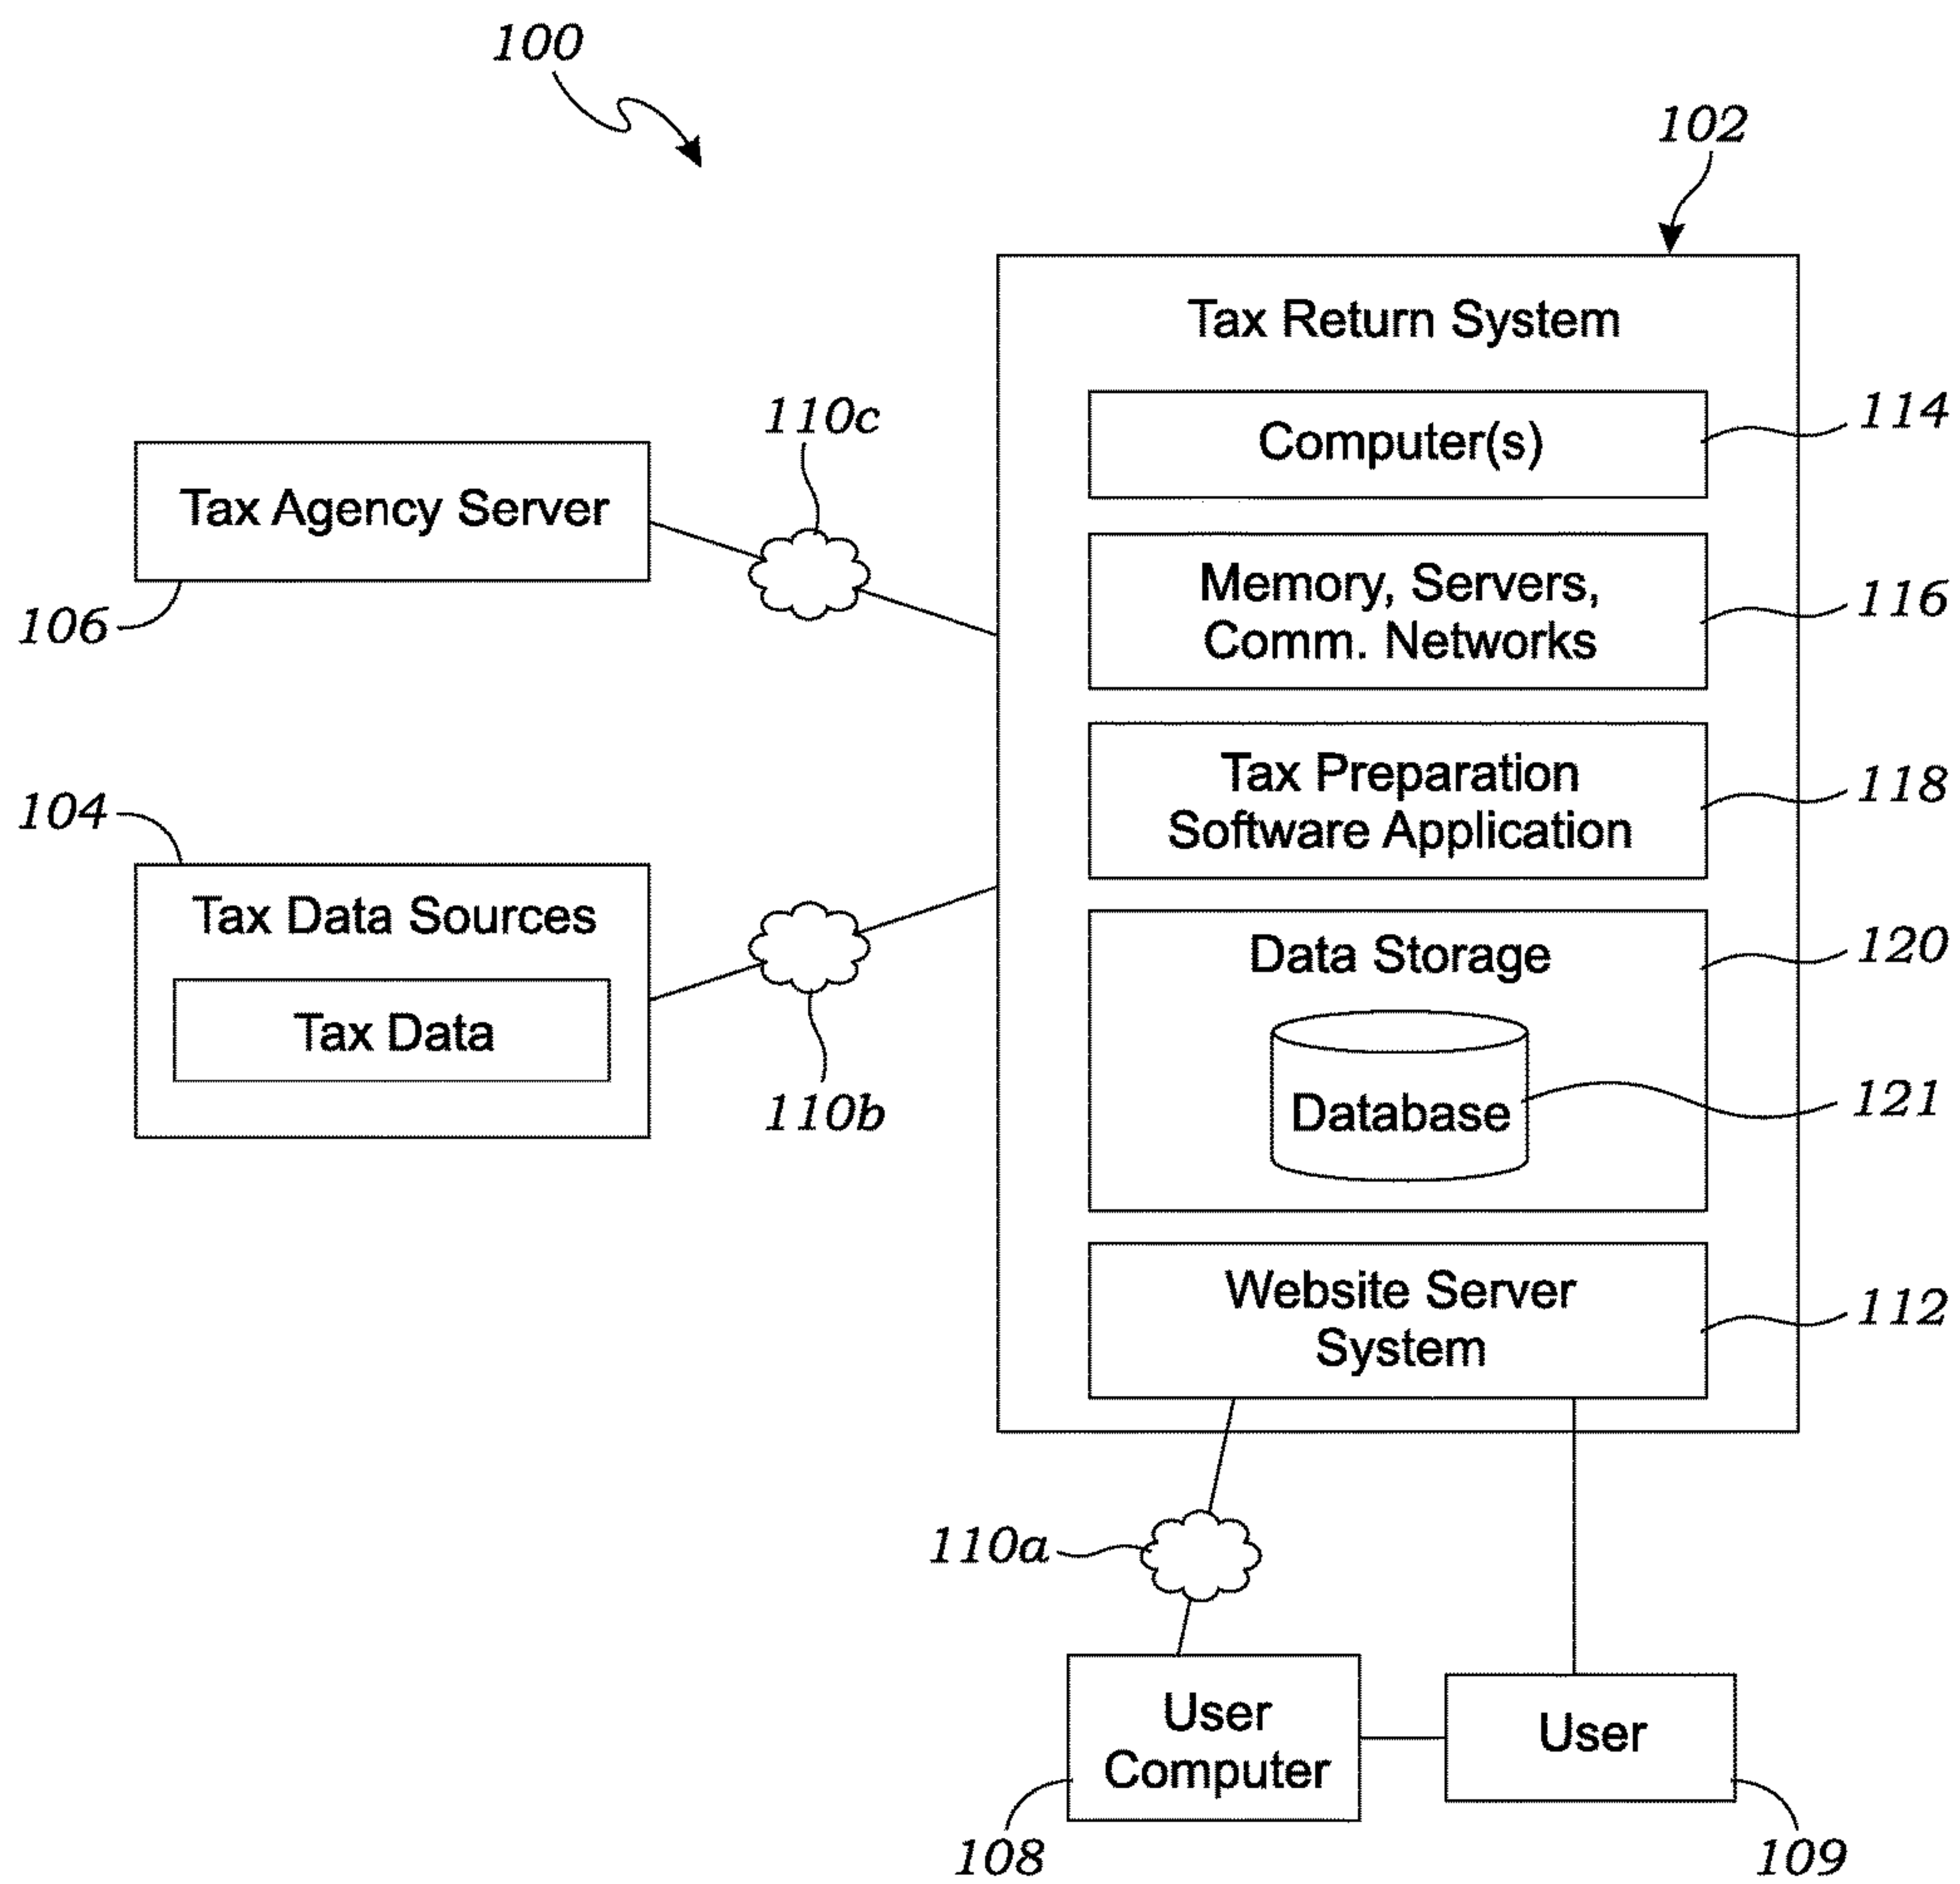 100
102
Tax Return System
Computer(s)
114
110c
Tax Agency Server
106
Memory, Servers,
Comm. Networks
116
Tax Preparation
Software Application
118
104
Tax Data Sources
Tax Data
110b
Data Storage
120
Database
121
Website Server
System
112
110a
User
Computer
108
User
109